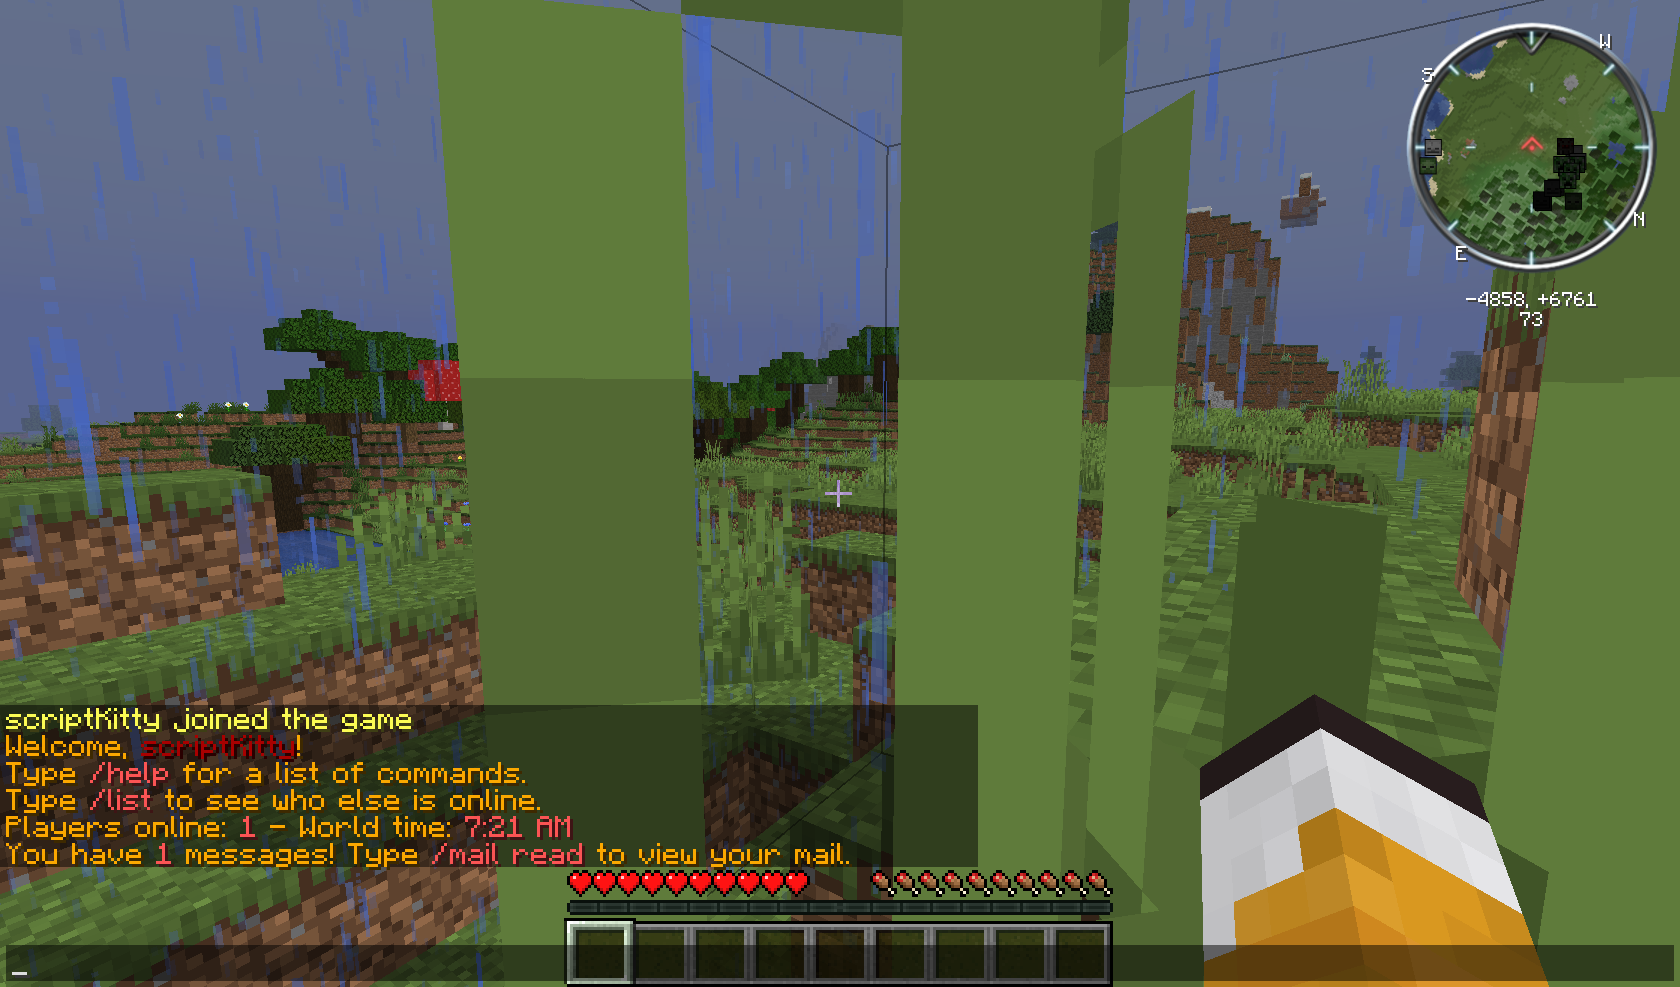 W
S
N
E
-4858, +6761
73
scriptKitty joined the game
Welcome, scriptKitty!
Type /help for a list of commands.
Type /list to see who else is online.
Players online: 1 - World time: 7:21 AM
You have 1 messages! Type /mail read to view your mail.
_